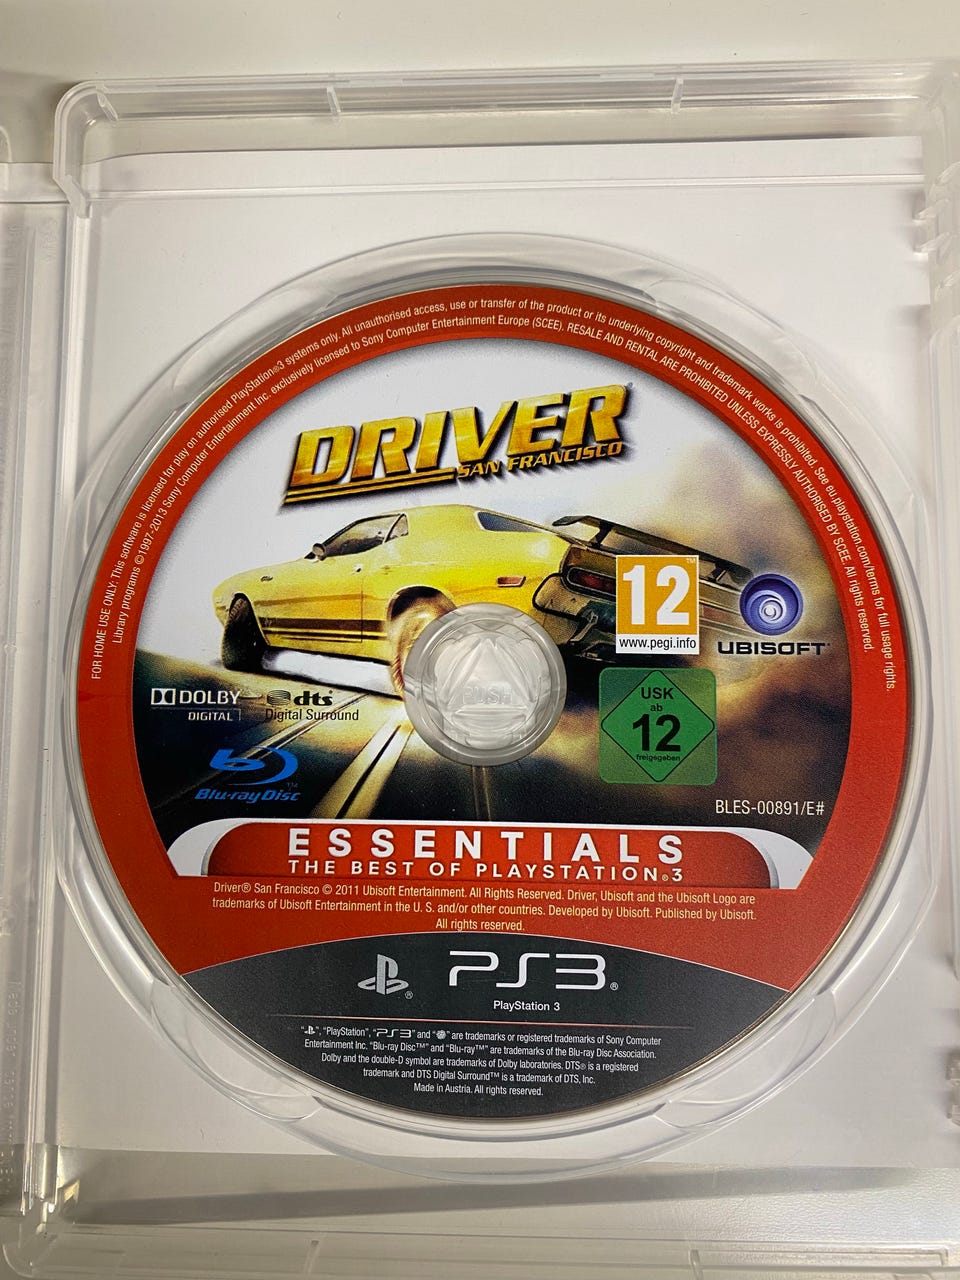 FOR HOME USE ONLY: This software is licensed for play on authorised PlayStation®3 systems only. All unauthorised access, use or transfer of the product or its underlying copyright and trademark works is prohibited. See eu.playstation.com/terms for full usage rights.
Library programs ©1997-2013 Sony Computer Entertainment Inc. exclusively licensed to Sony Computer Entertainment Europe (SCEE). RESALE AND RENTAL ARE PROHIBITED UNLESS EXPRESSLY AUTHORISED BY SCEE. All rights reserved.
DRIVER
SAN FRANCISCO
12™
www.pegi.info
UBISOFT
DOLBY
DIGITAL
dts
Digital Surround
PUSH
USK
ab
12
freigegeben
Blu-ray Disc™
BLES-00891/E#
ESSENTIALS
THE BEST OF PLAYSTATION®3
Driver® San Francisco © 2011 Ubisoft Entertainment. All Rights Reserved. Driver, Ubisoft and the Ubisoft Logo are
trademarks of Ubisoft Entertainment in the U. S. and/or other countries. Developed by Ubisoft. Published by Ubisoft.
All rights reserved.
PS3®
PlayStation 3
" ", "PlayStation", "PS3" and " " are trademarks or registered trademarks of Sony Computer
Entertainment Inc. "Blu-ray Disc™" and "Blu-ray™" are trademarks of the Blu-ray Disc Association.
Dolby and the double-D symbol are trademarks of Dolby laboratories. DTS® is a registered
trademark and DTS Digital Surround™ is a trademark of DTS, Inc.
Made in Austria. All rights reserved.